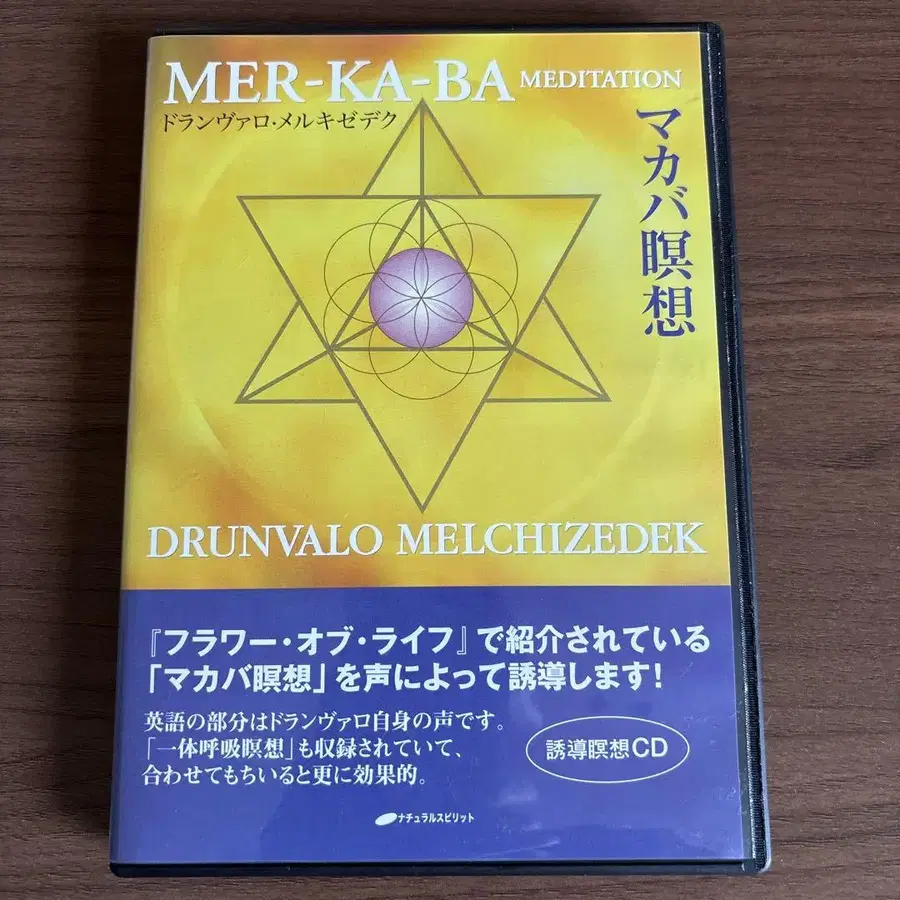 MER-KA-BA MEDITATION
ドランヴァロ・メルキゼデク
マカバ瞑想
DRUNVALO MELCHIZEDEK
『フラワー・オブ・ライフ』で紹介されている
「マカバ瞑想」を声によって誘導します!
英語の部分はドランヴァロ自身の声です。
「一体呼吸瞑想」も収録されていて、
合わせてもちいると更に効果的。
誘導瞑想CD
ナチュラルスピリット